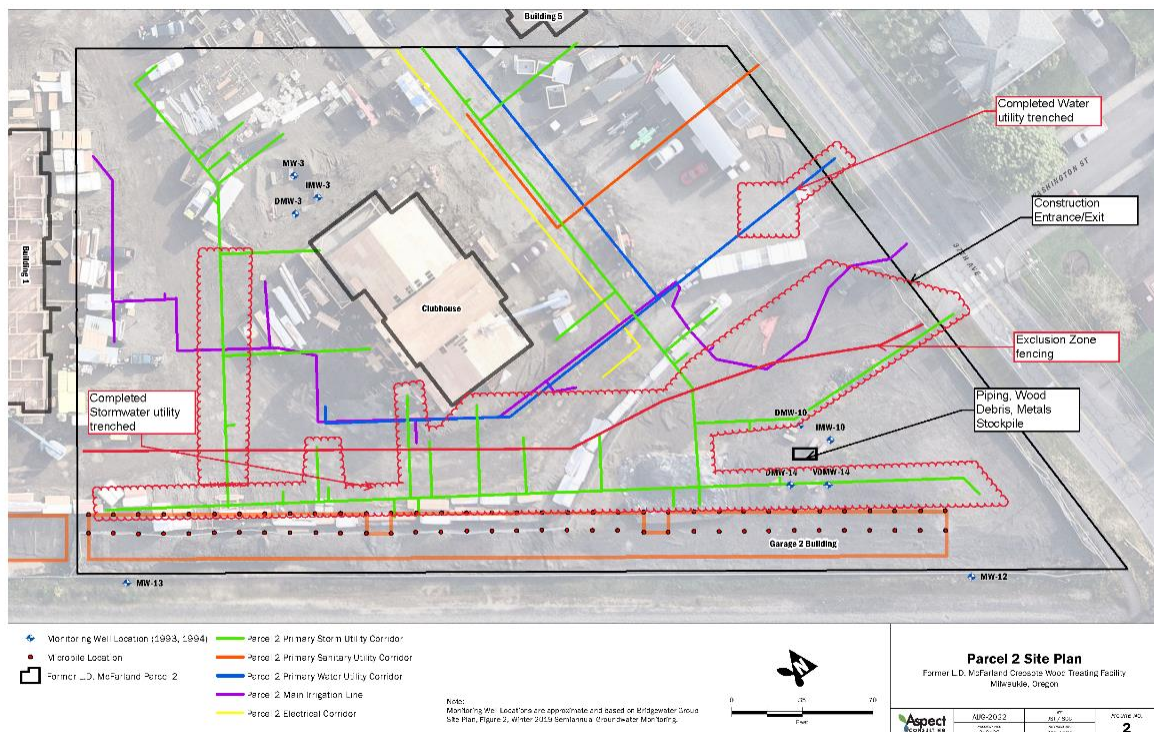 Building 5
Completed Water
utility trenched
WASHINGTON ST
MW-3
IMW-3
DMW-3
Construction
Entrance/Exit
37TH AVE
Building 1
Clubhouse
Exclusion Zone
fencing
Completed
Stormwater utility
trenched
Piping, Wood
Debris, Metals
Stockpile
DMW-10
IMW-10
DMW-14
VDMW-14
Garage 2 Building
MW-13
MW-12
Monitoring Well Location (1993, 1994)
Micropile Location
Former L.D. McFarland Parcel 2
Parcel 2 Primary Storm Utility Corridor
Parcel 2 Primary Sanitary Utility Corridor
Parcel 2 Primary Water Utility Corridor
Parcel 2 Main Irrigation Line
Parcel 2 Electrical Corridor
Note:
Monitoring Well Locations are approximate and based on Bridgewater Group
Site Plan, Figure 2, Winter 2019 Semiannual Groundwater Monitoring.
N
0 35 70
Feet
Parcel 2 Site Plan
Former L.D. McFarland Creosote Wood Treating Facility
Milwaukie, Oregon
Aspect
CONSULTING
AUG-2022
FIGURE NO.
2